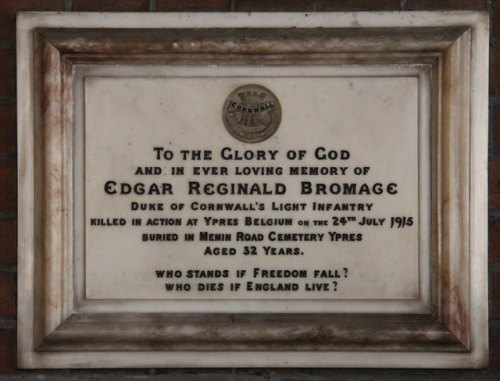 CORNWALL
TO THE GLORY OF GOD
AND IN EVER LOVING MEMORY OF
EDGAR REGINALD BROMAGE
DUKE OF CORNWALL'S LIGHT INFANTRY
KILLED IN ACTION AT YPRES BELGIUM ON THE 24TH JULY 1915
BURIED IN MENIN ROAD CEMETERY YPRES
AGED 32 YEARS.
WHO STANDS IF FREEDOM FALL?
WHO DIES IF ENGLAND LIVE?